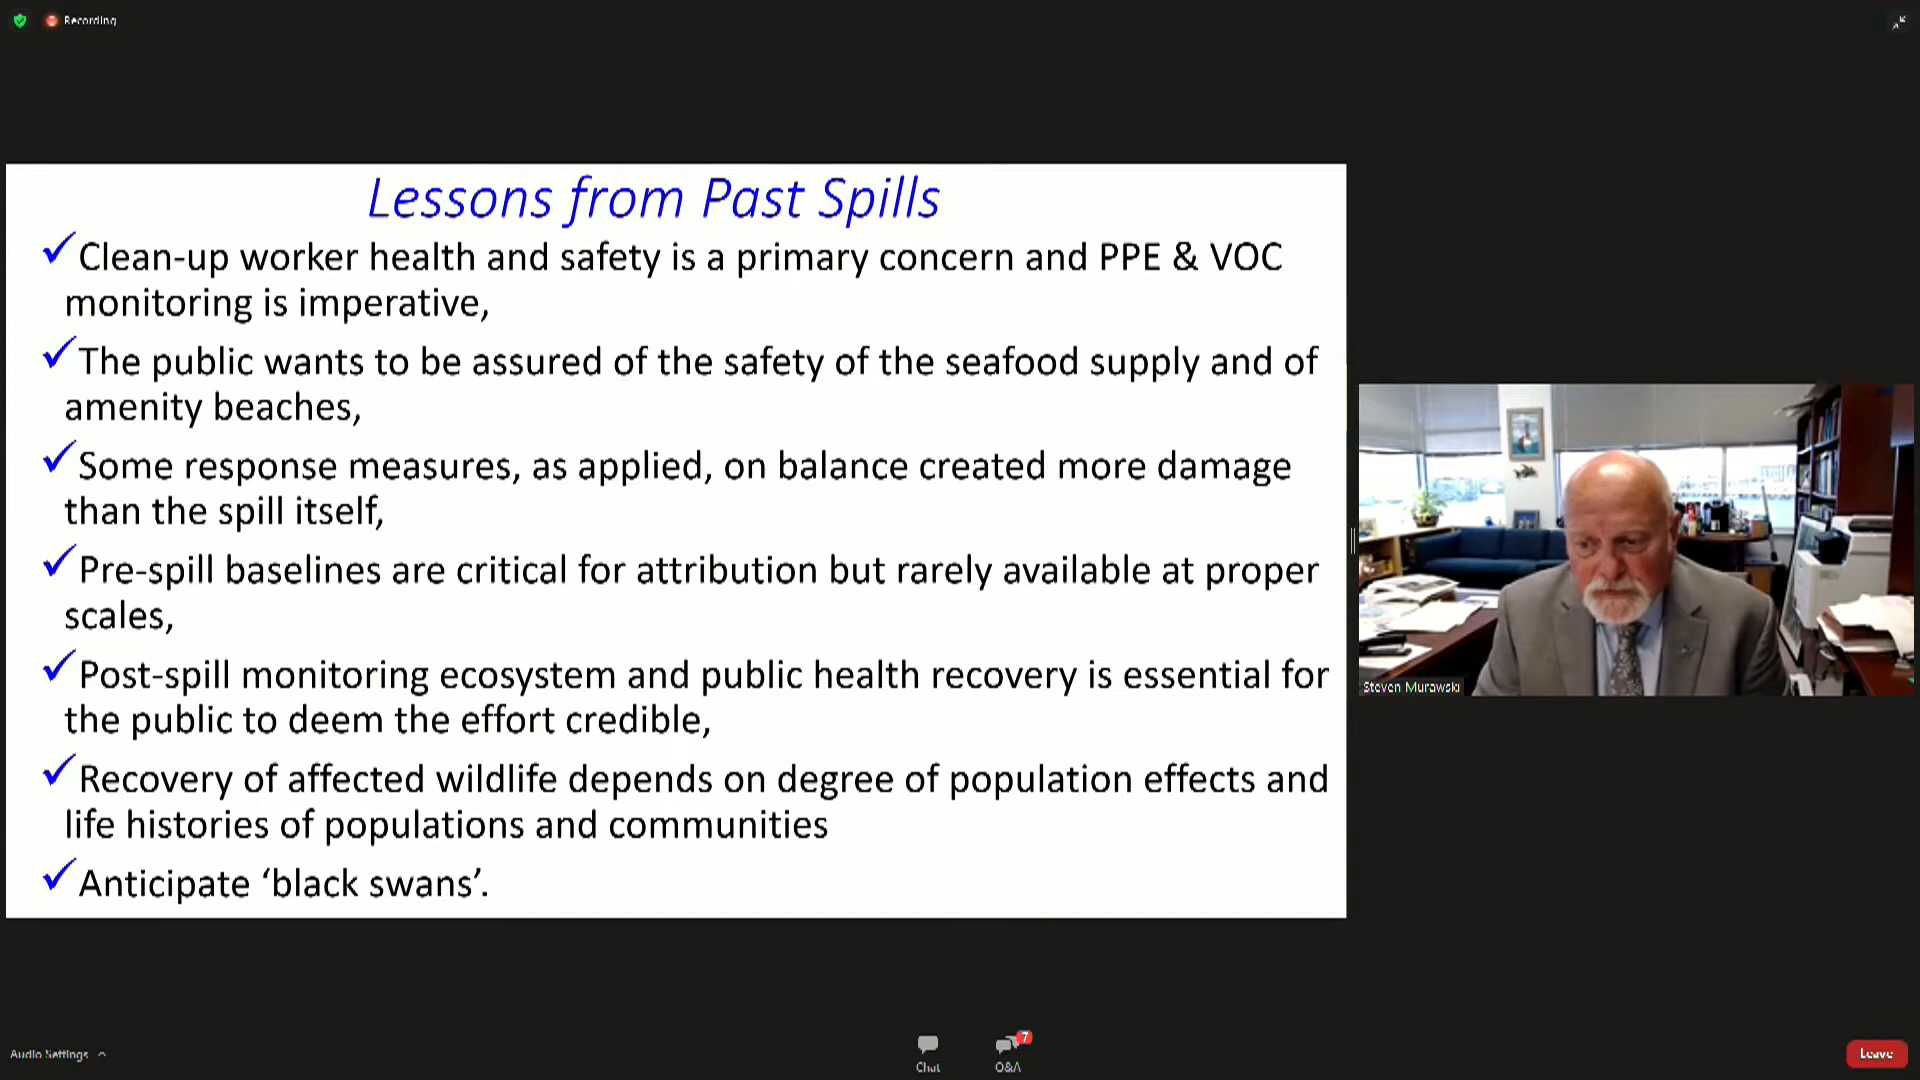 Recording
Lessons from Past Spills
Clean-up worker health and safety is a primary concern and PPE & VOC
monitoring is imperative,
The public wants to be assured of the safety of the seafood supply and of
amenity beaches,
Some response measures, as applied, on balance created more damage
than the spill itself,
Pre-spill baselines are critical for attribution but rarely available at proper
scales,
Post-spill monitoring ecosystem and public health recovery is essential for
the public to deem the effort credible,
Recovery of affected wildlife depends on degree of population effects and
life histories of populations and communities
Anticipate ‘black swans’.
Steven Murawski
Audio Settings
Chat
7
Q&A
Leave